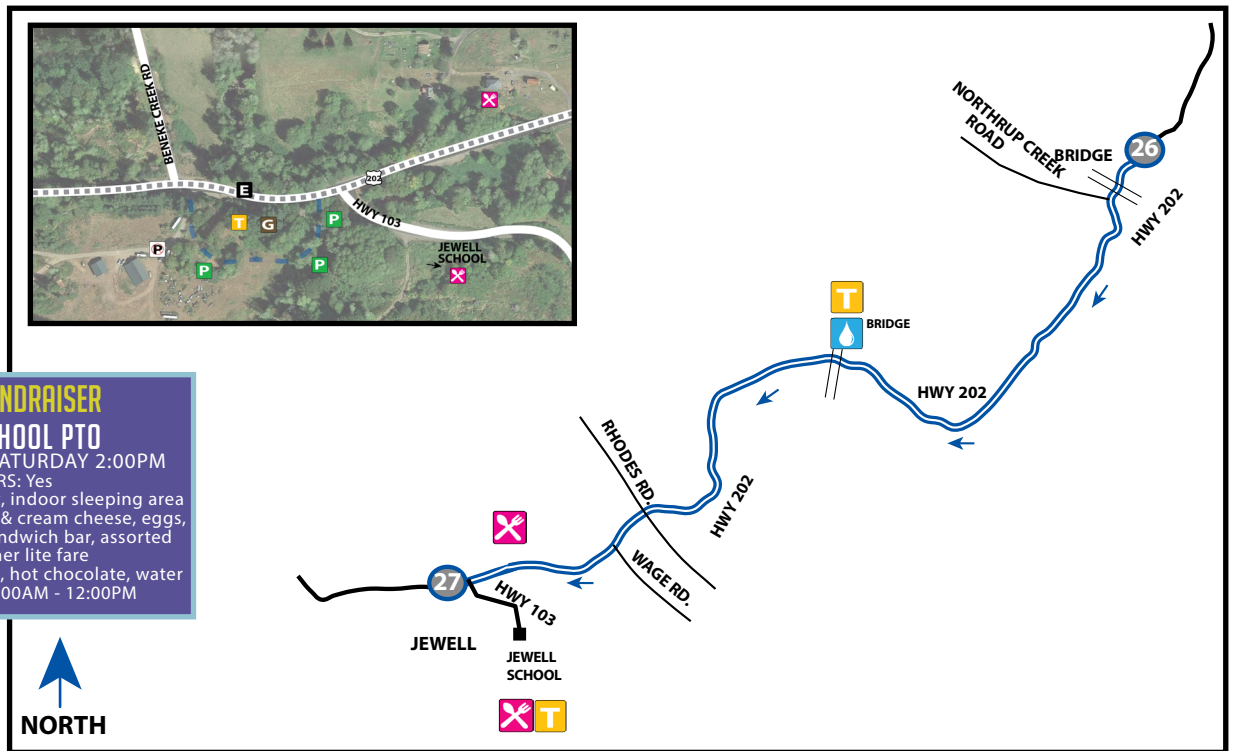 BENEKE CREEK RD
E
202
T
G
P
HWY 103
P
JEWELL
SCHOOL
P
P
NORTHRUP CREEK
ROAD
BRIDGE
26
HWY 202
T
BRIDGE
HWY 202
RHODES RD.
HWY 202
WAGE RD.
27
HWY 103
JEWELL
JEWELL
SCHOOL
T
NDRAISER
HOOL PTO
ATURDAY 2:00PM
RS: Yes
, indoor sleeping area
& cream cheese, eggs,
ndwich bar, assorted
er lite fare
, hot chocolate, water
:00AM - 12:00PM
NORTH